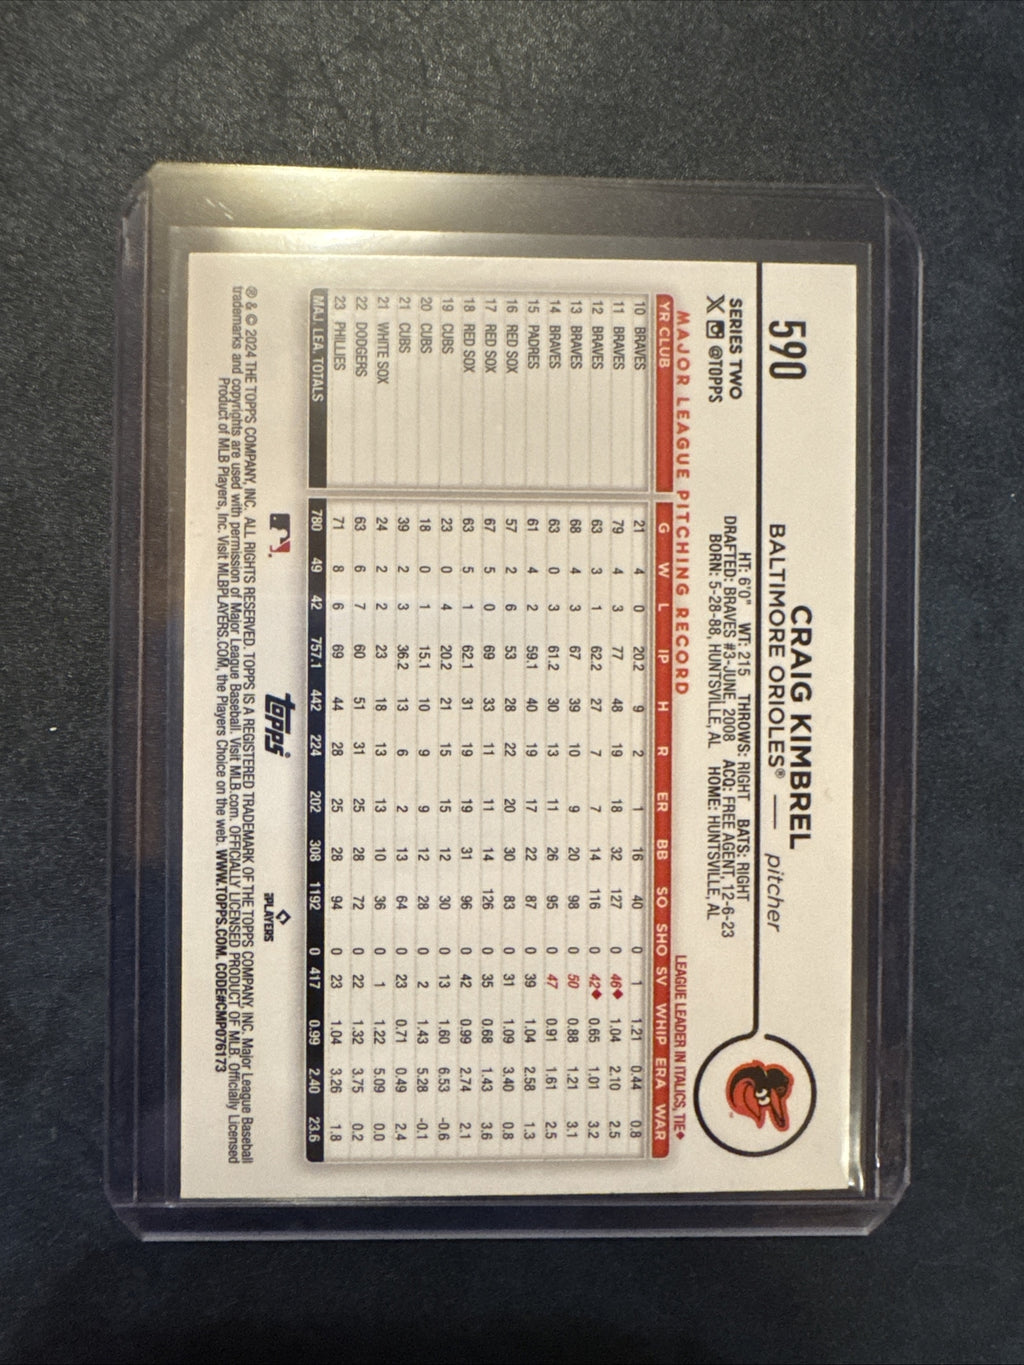 590
CRAIG KIMBREL
BALTIMORE ORIOLES® — pitcher
SERIES TWO
X @TOPPS
HT: 6'0" WT: 215 THROWS: RIGHT BATS: RIGHT
DRAFTED: BRAVES #3-JUNE, 2008 ACQ: FREE AGENT, 12-6-23
BORN: 5-28-88, HUNTSVILLE, AL HOME: HUNTSVILLE, AL
MAJOR LEAGUE PITCHING RECORD LEAGUE LEADER IN ITALICS, TIE♦
YR CLUB G W L IP H R ER BB SO SHO SV WHIP ERA WAR
10 BRAVES 21 4 0 20.2 9 2 1 16 40 0 1 1.21 0.44 0.8
11 BRAVES 79 4 3 77 48 19 18 32 127 0 46♦ 1.04 2.10 2.5
12 BRAVES 63 3 1 62.2 27 7 7 14 116 0 42♦ 0.65 1.01 3.2
13 BRAVES 68 4 3 67 39 10 9 20 98 0 50 0.88 1.21 3.1
14 BRAVES 63 0 3 61.2 30 13 11 26 95 0 47 0.91 1.61 2.5
15 PADRES 61 4 2 59.1 40 19 17 22 87 0 39 1.04 2.58 1.3
16 RED SOX 57 2 6 53 28 22 20 30 83 0 31 1.09 3.40 0.8
17 RED SOX 67 5 0 69 33 11 11 14 126 0 35 0.68 1.43 3.6
18 RED SOX 63 5 1 62.1 31 19 19 31 96 0 42 0.99 2.74 2.1
19 CUBS 23 0 4 20.2 21 15 15 12 30 0 13 1.60 6.53 -0.6
20 CUBS 18 0 1 15.1 10 9 9 12 28 0 2 1.43 5.28 -0.1
21 CUBS 39 2 3 36.2 13 6 2 13 64 0 23 0.71 0.49 2.4
21 WHITE SOX 24 2 2 23 18 13 13 10 36 0 1 1.22 5.09 0.0
22 DODGERS 63 6 7 60 51 31 25 28 72 0 22 1.32 3.75 0.2
23 PHILLIES 71 8 6 69 44 28 25 28 94 0 23 1.04 3.26 1.8
MAJ. LEA. TOTALS 780 49 42 757.1 442 224 202 308 1192 0 417 0.99 2.40 23.6
topps®
PLAYERS
® & © 2024 THE TOPPS COMPANY, INC. ALL RIGHTS RESERVED. TOPPS IS A REGISTERED TRADEMARK OF THE TOPPS COMPANY, INC. Major League Baseball
trademarks and copyrights are used with permission of Major League Baseball. Visit MLB.com. OFFICIALLY LICENSED PRODUCT OF MLB. Officially Licensed
Product of MLB Players, Inc. Visit MLBPLAYERS.COM, the Players Choice on the web. WWW.TOPPS.COM. CODE#CMP076173